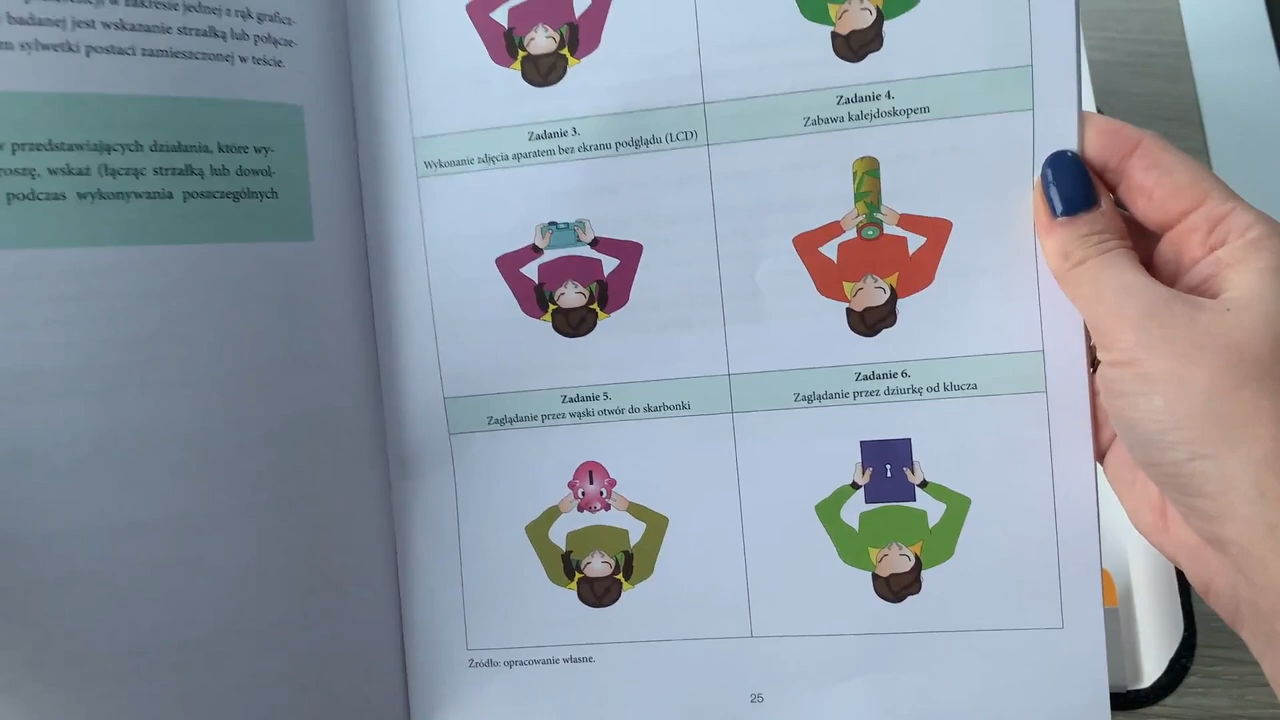 w zakresie jednej z rąk graficz-
badanej jest wskazanie strzałką lub połącze-
m sylwetki postaci zamieszczonej w teście.
przedstawiających działania, które wy-
roszę, wskaż (łącząc strzałką lub dowol-
podczas wykonywania poszczególnych
Zadanie 3.
Wykonanie zdjęcia aparatem bez ekranu podglądu (LCD)
Zadanie 4.
Zabawa kalejdoskopem
Zadanie 5.
Zaglądanie przez wąski otwór do skarbonki
Zadanie 6.
Zaglądanie przez dziurkę od klucza
Źródło: opracowanie własne.
25